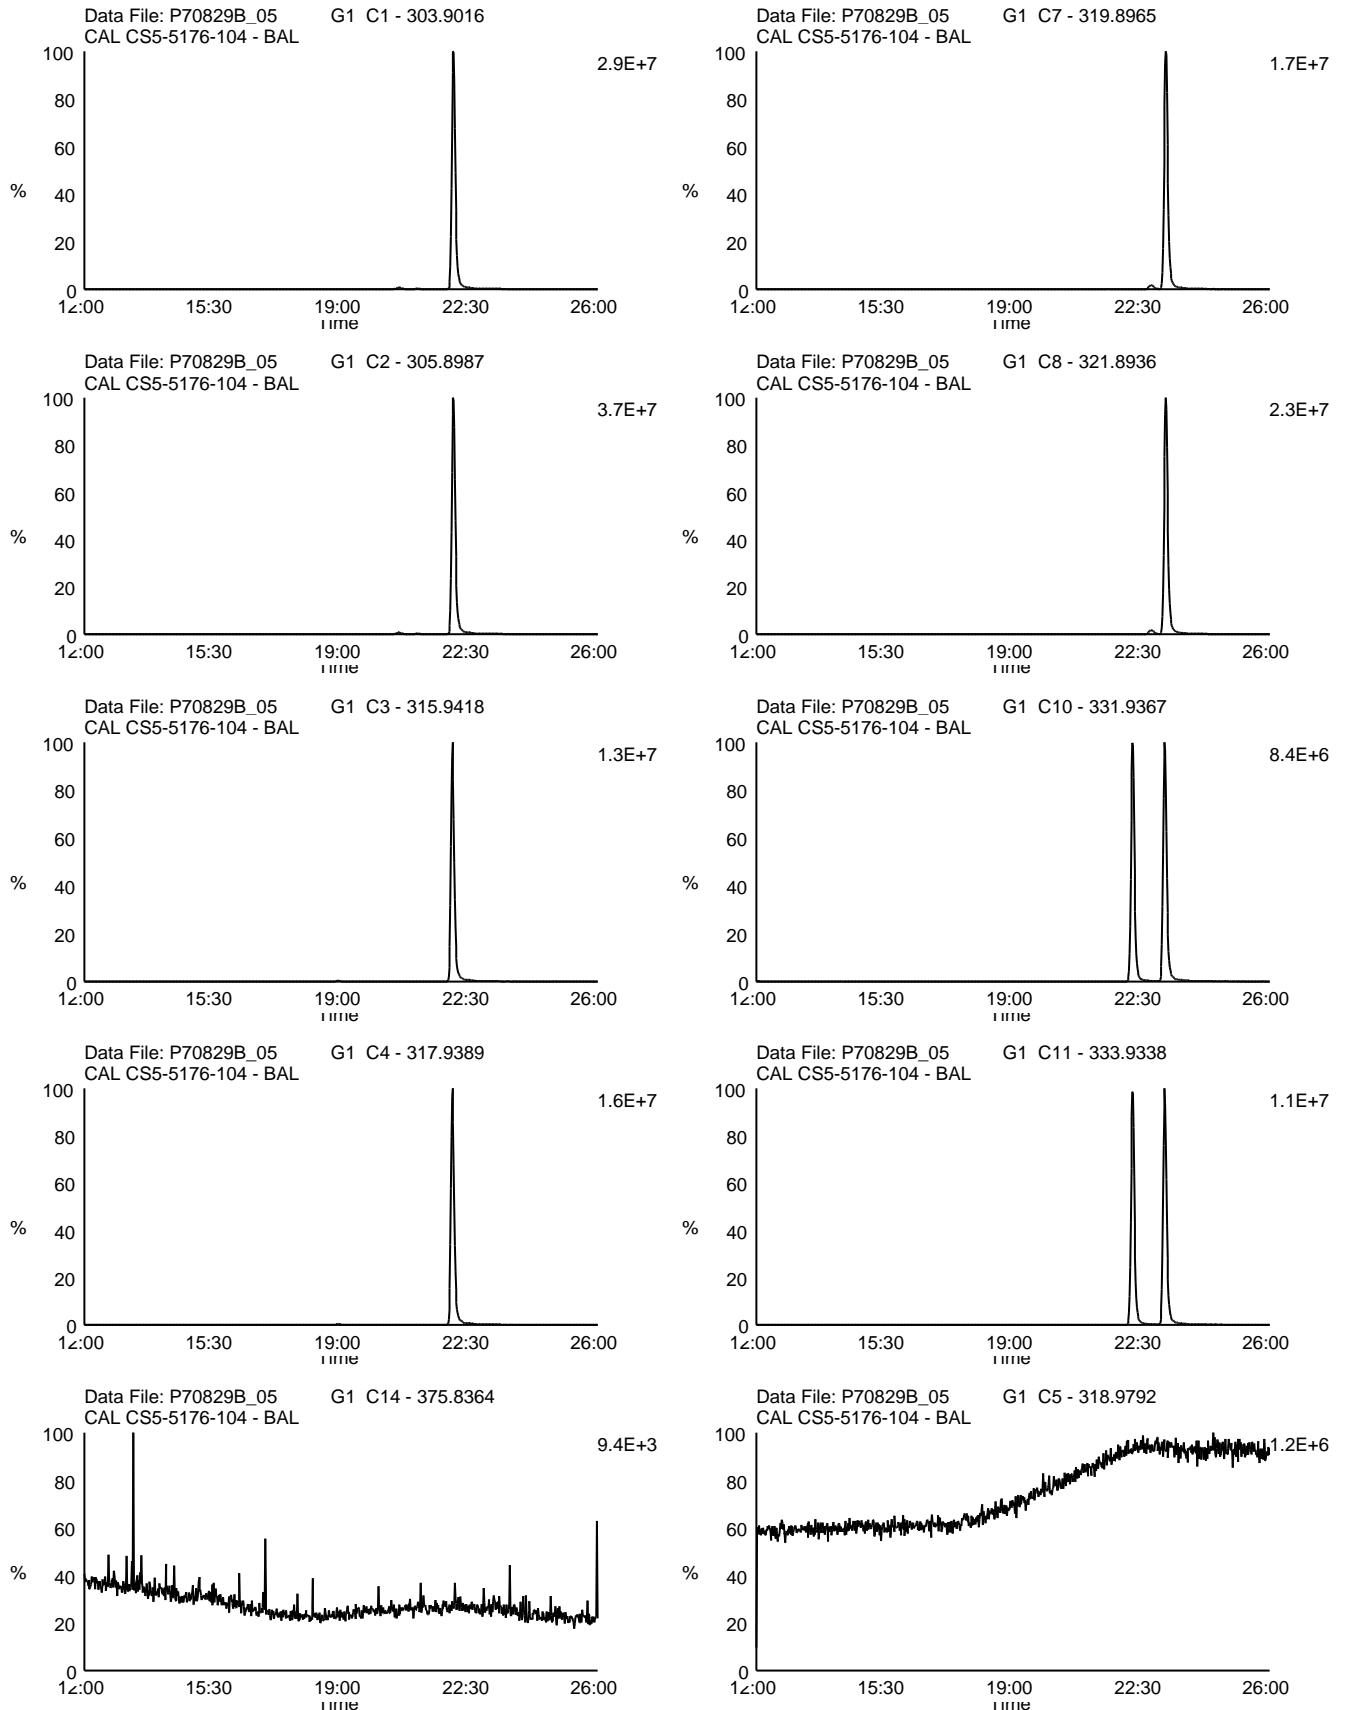 Data File: P70829B_05 G1 C1 - 303.9016
CAL CS5-5176-104 - BAL
2.9E+7
100
80
60
%
40
20
0
12:00 15:30 19:00 22:30 26:00
Time
Data File: P70829B_05 G1 C7 - 319.8965
CAL CS5-5176-104 - BAL
1.7E+7
100
80
60
%
40
20
0
12:00 15:30 19:00 22:30 26:00
Time
Data File: P70829B_05 G1 C2 - 305.8987
CAL CS5-5176-104 - BAL
3.7E+7
100
80
60
%
40
20
0
12:00 15:30 19:00 22:30 26:00
Time
Data File: P70829B_05 G1 C8 - 321.8936
CAL CS5-5176-104 - BAL
2.3E+7
100
80
60
%
40
20
0
12:00 15:30 19:00 22:30 26:00
Time
Data File: P70829B_05 G1 C3 - 315.9418
CAL CS5-5176-104 - BAL
1.3E+7
100
80
60
%
40
20
0
12:00 15:30 19:00 22:30 26:00
Time
Data File: P70829B_05 G1 C10 - 331.9367
CAL CS5-5176-104 - BAL
8.4E+6
100
80
60
%
40
20
0
12:00 15:30 19:00 22:30 26:00
Time
Data File: P70829B_05 G1 C4 - 317.9389
CAL CS5-5176-104 - BAL
1.6E+7
100
80
60
%
40
20
0
12:00 15:30 19:00 22:30 26:00
Time
Data File: P70829B_05 G1 C11 - 333.9338
CAL CS5-5176-104 - BAL
1.1E+7
100
80
60
%
40
20
0
12:00 15:30 19:00 22:30 26:00
Time
Data File: P70829B_05 G1 C14 - 375.8364
CAL CS5-5176-104 - BAL
9.4E+3
100
80
60
%
40
20
0
12:00 15:30 19:00 22:30 26:00
Time
Data File: P70829B_05 G1 C5 - 318.9792
CAL CS5-5176-104 - BAL
1.2E+6
100
80
60
%
40
20
0
12:00 15:30 19:00 22:30 26:00
Time